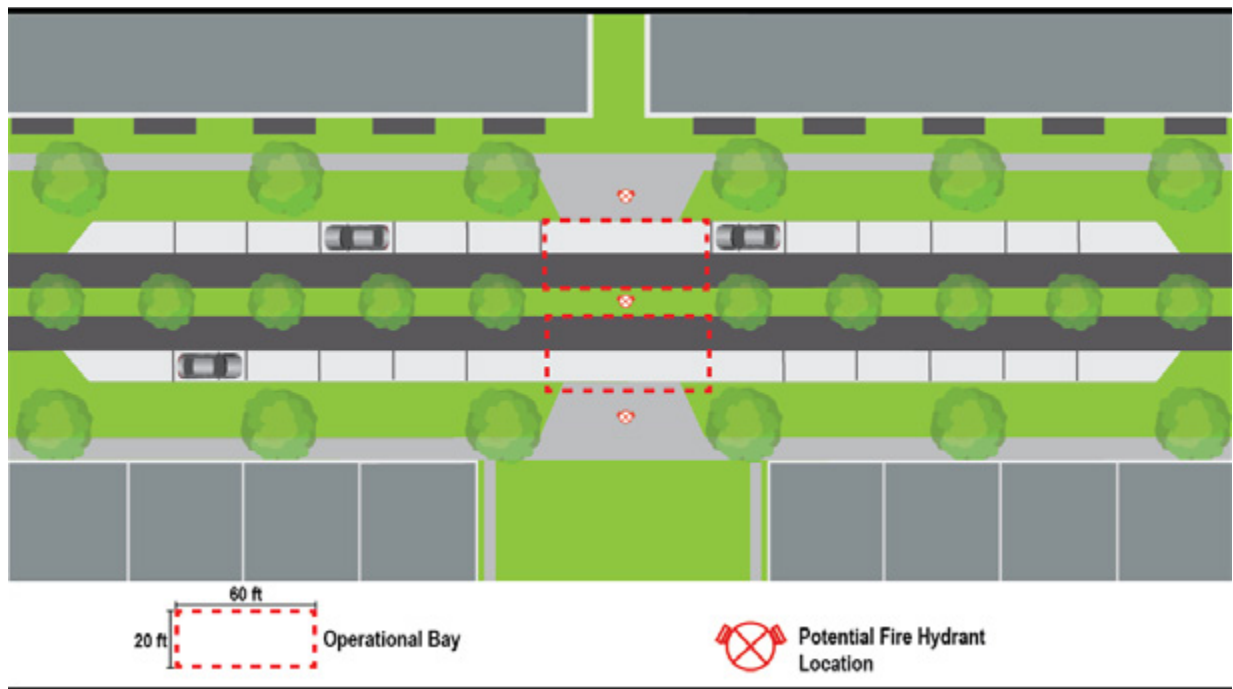 60 ft
20 ft
Operational Bay
Potential Fire Hydrant
Location